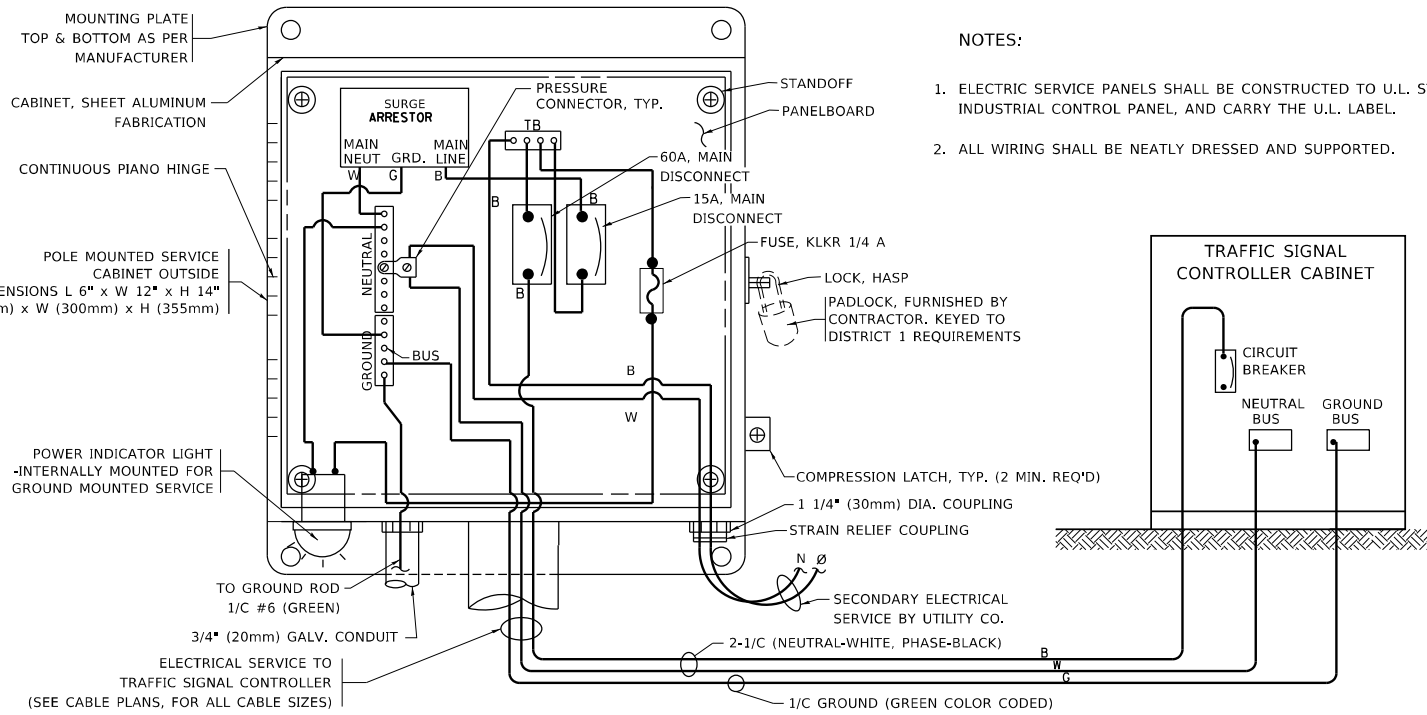 MOUNTING PLATE
TOP & BOTTOM AS PER
MANUFACTURER
CABINET, SHEET ALUMINUM
FABRICATION
CONTINUOUS PIANO HINGE
POLE MOUNTED SERVICE
CABINET OUTSIDE
L 6" x W 12" x H 14"
x W (300mm) x H (355mm)
POWER INDICATOR LIGHT
-INTERNALLY MOUNTED FOR
GROUND MOUNTED SERVICE
TO GROUND ROD
1/C #6 (GREEN)
3/4" (20mm) GALV. CONDUIT
ELECTRICAL SERVICE TO
TRAFFIC SIGNAL CONTROLLER
(SEE CABLE PLANS, FOR ALL CABLE SIZES)
SURGE
ARRESTOR
MAIN
NEUT
GRD.
MAIN
LINE
W
G
B
PRESSURE
CONNECTOR, TYP.
TB
B
B
B
NEUTRAL
GROUND
BUS
B
W
STANDOFF
PANELBOARD
60A, MAIN
DISCONNECT
15A, MAIN
DISCONNECT
FUSE, KLKR 1/4 A
LOCK, HASP
PADLOCK, FURNISHED BY
CONTRACTOR. KEYED TO
DISTRICT 1 REQUIREMENTS
COMPRESSION LATCH, TYP. (2 MIN. REQ'D)
1 1/4" (30mm) DIA. COUPLING
STRAIN RELIEF COUPLING
N Ø
SECONDARY ELECTRICAL
SERVICE BY UTILITY CO.
2-1/C (NEUTRAL-WHITE, PHASE-BLACK)
B
W
G
1/C GROUND (GREEN COLOR CODED)
NOTES:
1. ELECTRIC SERVICE PANELS SHALL BE CONSTRUCTED TO U.L.
INDUSTRIAL CONTROL PANEL, AND CARRY THE U.L. LABEL.
2. ALL WIRING SHALL BE NEATLY DRESSED AND SUPPORTED.
TRAFFIC SIGNAL
CONTROLLER CABINET
CIRCUIT
BREAKER
NEUTRAL
BUS
GROUND
BUS